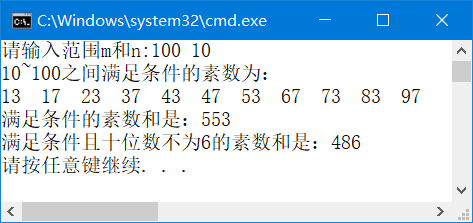 C:\Windows\system32\cmd.exe
请输入范围m和n:100 10
10~100之间满足条件的素数为:
13 17 23 37 43 47 53 67 73 83 97
满足条件的素数和是: 553
满足条件且十位数不为6的素数和是: 486
请按任意键继续. . .